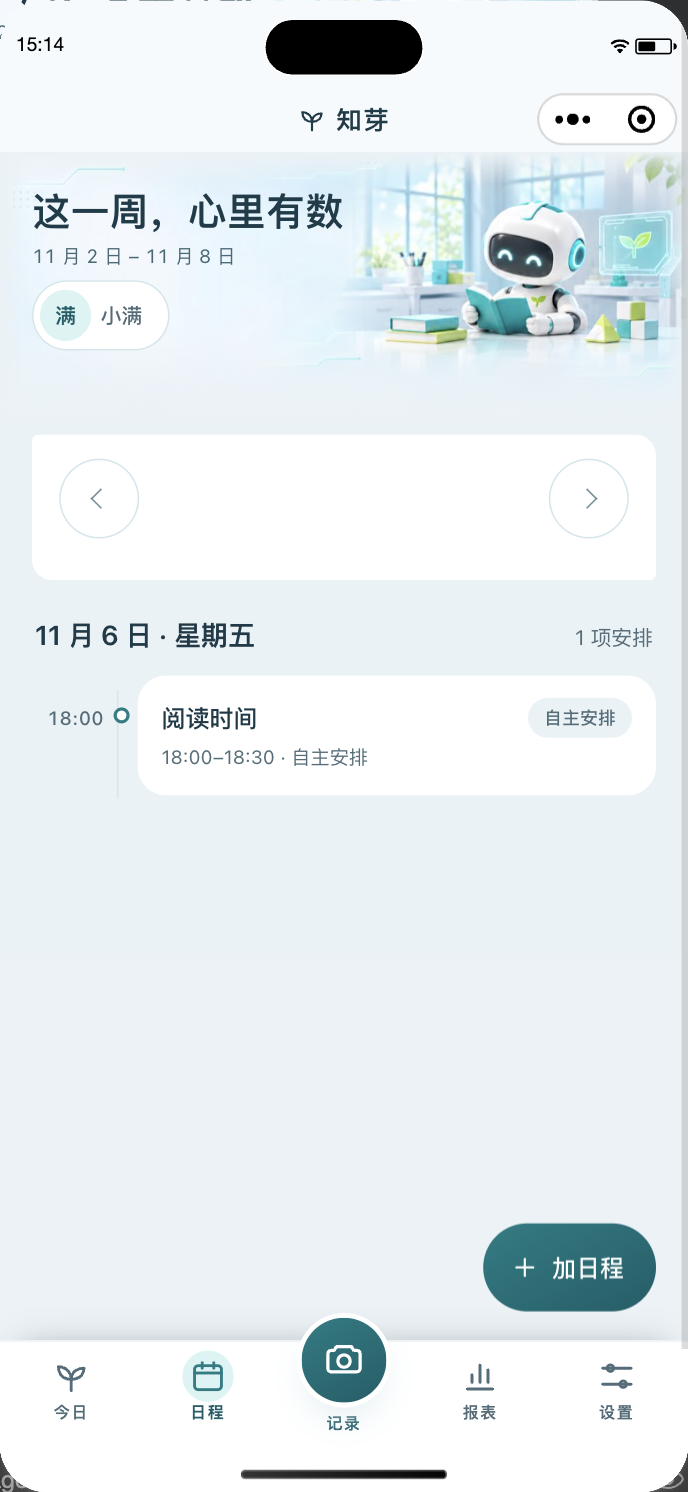 15:14
知芽
这一周，心里有数
11 月 2 日 – 11 月 8 日
满 小满
11 月 6 日 · 星期五
1 项安排
18:00
阅读时间
自主安排
18:00–18:30 · 自主安排
加日程
今日
日程
记录
报表
设置